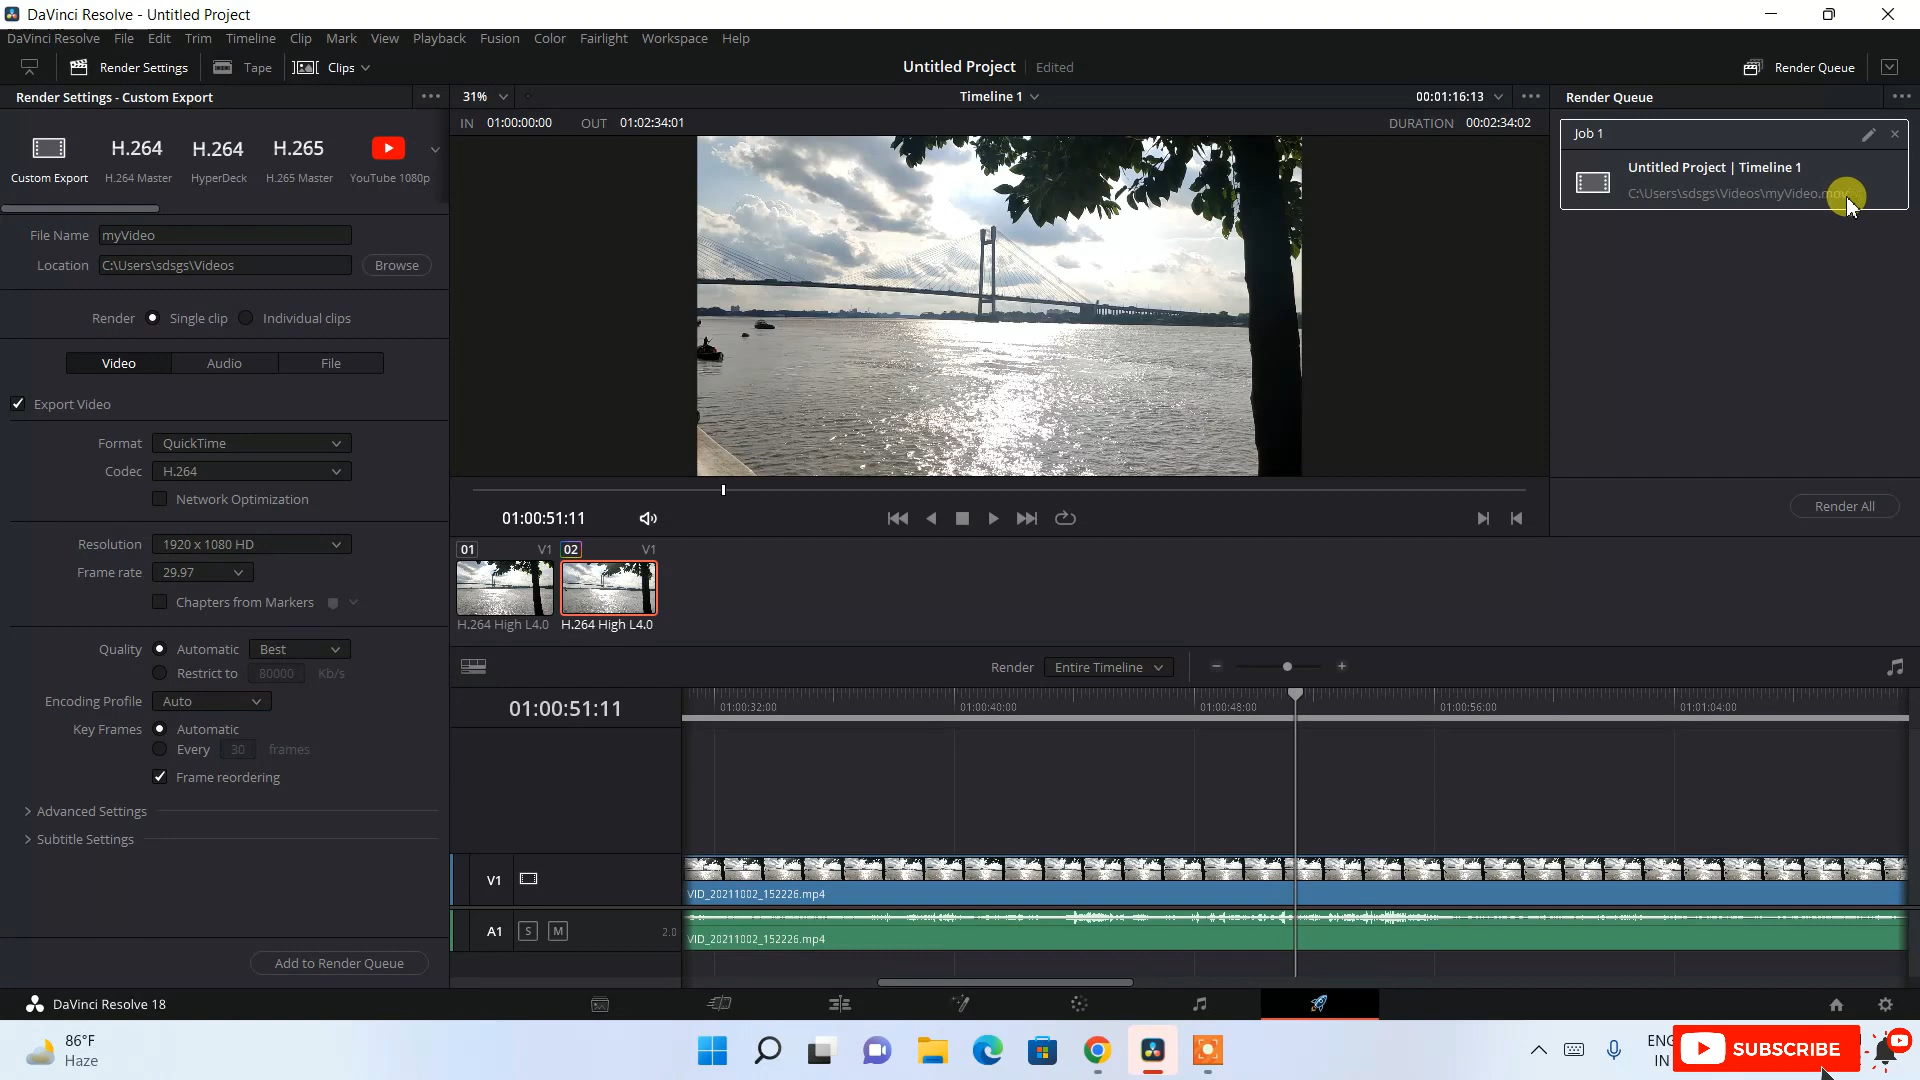 DaVinci Resolve - Untitled Project
DaVinci Resolve File Edit Trim Timeline Clip Mark View Playback Fusion Color Fairlight Workspace Help
Render Settings Tape Clips Untitled Project Edited Render Queue
Render Settings - Custom Export 31% Timeline 1 00:01:16:13 Render Queue
IN 01:00:00:00 OUT 01:02:34:01 DURATION 00:02:34:02
Job 1
H.264 H.264 H.265
Custom Export H.264 Master HyperDeck H.265 Master YouTube 1080p
Untitled Project | Timeline 1
C:\Users\sdsgs\Videos\myVideo.mov
File Name myVideo
Location C:\Users\sdsgs\Videos Browse
Render Single clip Individual clips
Video Audio File
Export Video
Format QuickTime
Codec H.264
Network Optimization
Render All
01:00:51:11
Resolution 1920 x 1080 HD
Frame rate 29.97
Chapters from Markers
01 V1 02 V1
H.264 High L4.0 H.264 High L4.0
Quality Automatic Best
Restrict to 80000 Kb/s
Encoding Profile Auto
Key Frames Automatic
Every 30 frames
Frame reordering
Advanced Settings
Subtitle Settings
Render Entire Timeline
01:00:51:11 01:00:32:00 01:00:40:00 01:00:48:00 01:00:56:00 01:01:04:00
V1
VID_20211002_152226.mp4
A1 S M 2.0
VID_20211002_152226.mp4
Add to Render Queue
DaVinci Resolve 18
86°F
Haze
ENG
IN
SUBSCRIBE